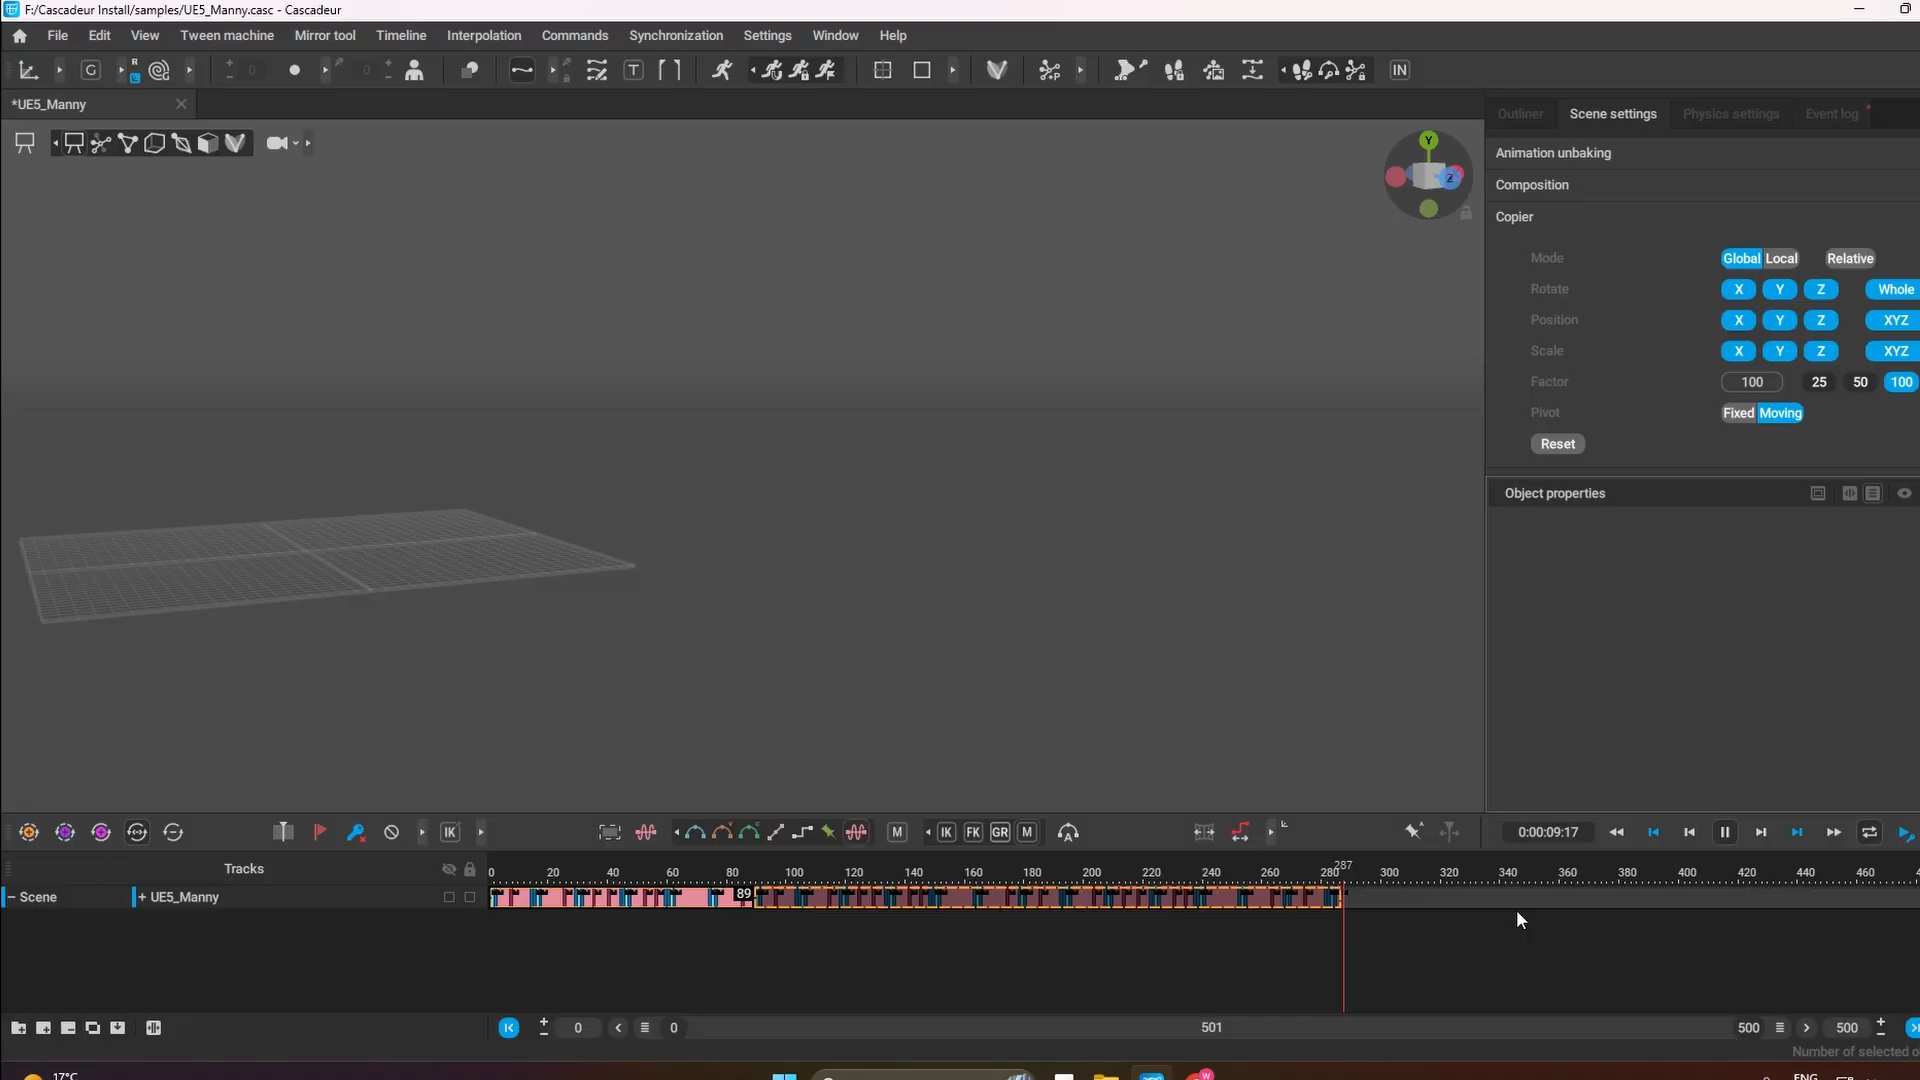 F:/Cascadeur Install/samples/UE5_Manny.casc - Cascadeur
File Edit View Tween machine Mirror tool Timeline Interpolation Commands Synchronization Settings Window Help
G R 0 0 T IN
*UE5_Manny
Y
Z
Outliner Scene settings Physics settings Event log
Animation unbaking
Composition
Copier
Mode Global Local Relative
Rotate X Y Z Whole
Position X Y Z XYZ
Scale X Y Z XYZ
Factor 100 25 50 100
Pivot Fixed Moving
Reset
Object properties
IK M IK FK GR M A 0:00:09:17
Tracks
0 20 40 60 80 100 120 140 160 180 200 220 240 260 280 287 300 320 340 360 380 400 420 440 460
Scene + UE5_Manny 89
0 0 501 500 500
Number of selected o
17°C
W
ENG